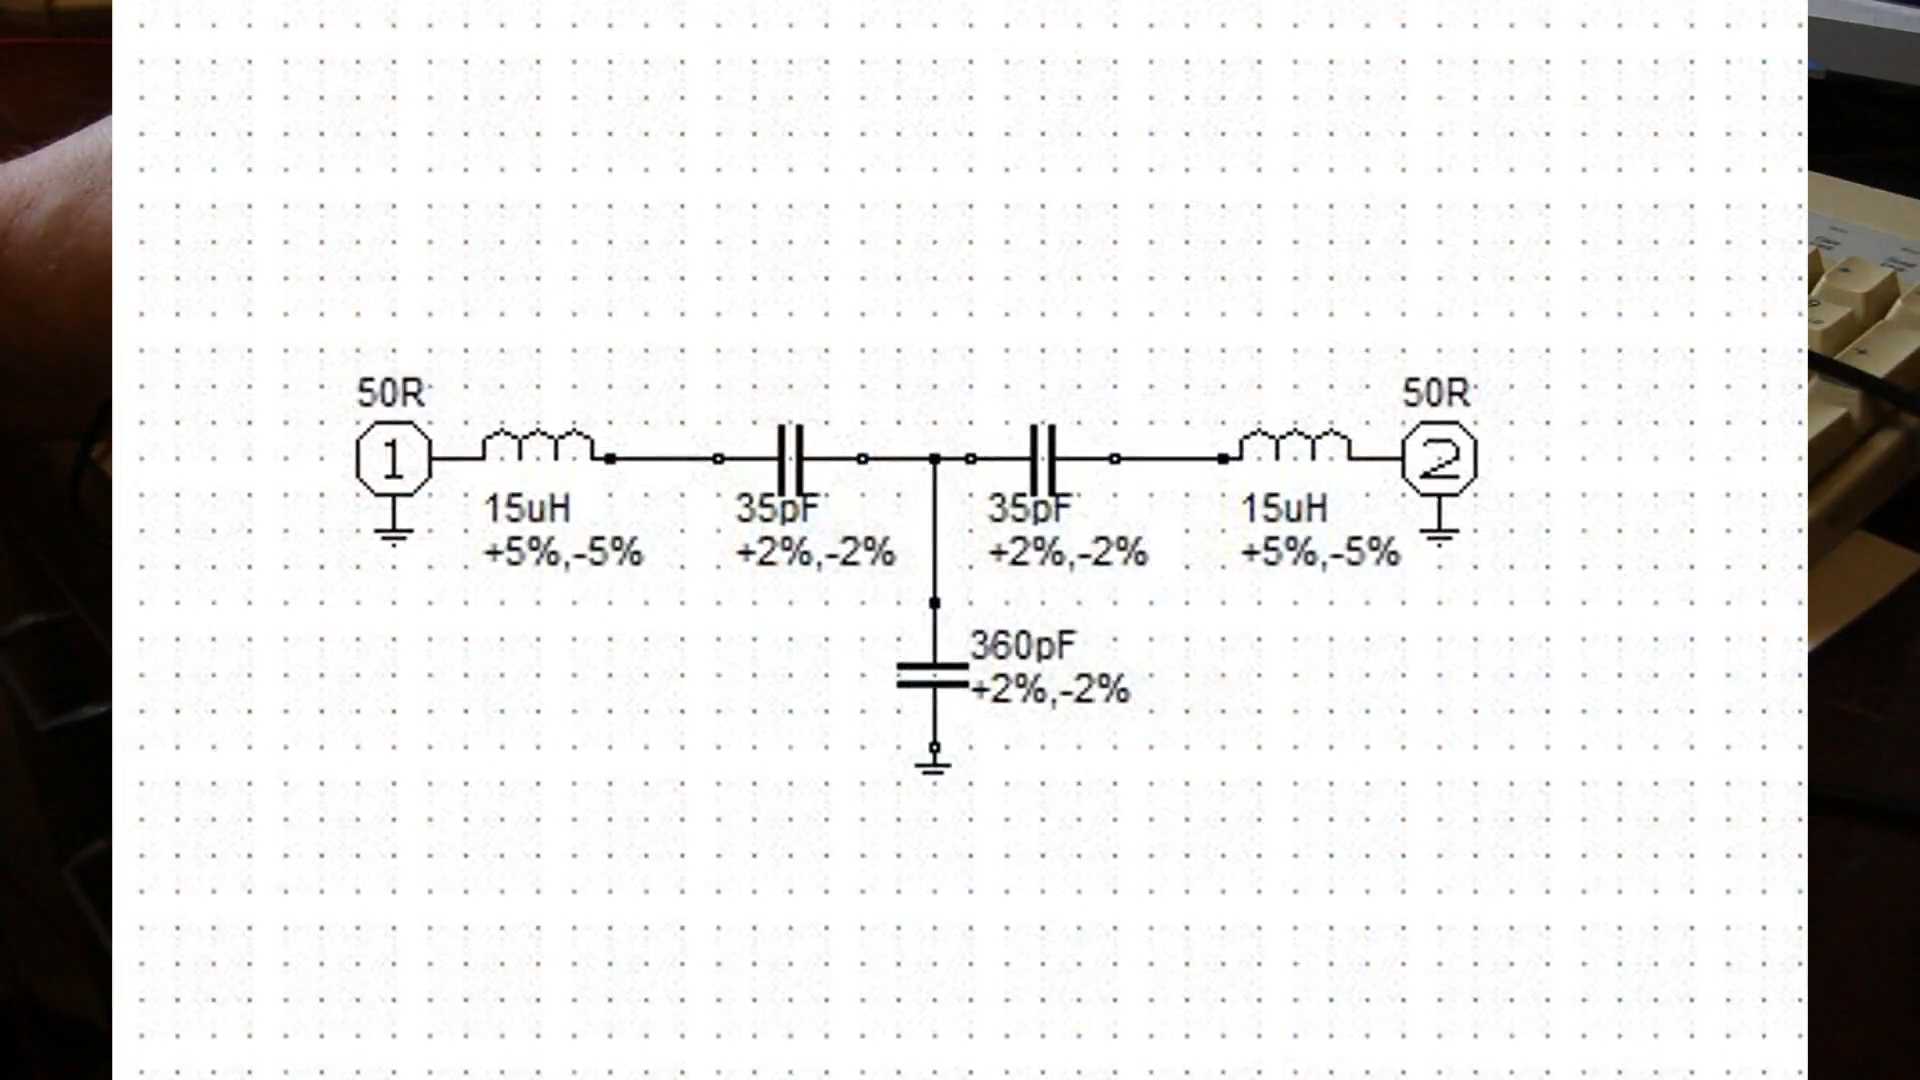 50R
50R
1
2
15uH
+5%,-5%
35pF
+2%,-2%
35pF
+2%,-2%
15uH
+5%,-5%
360pF
+2%,-2%